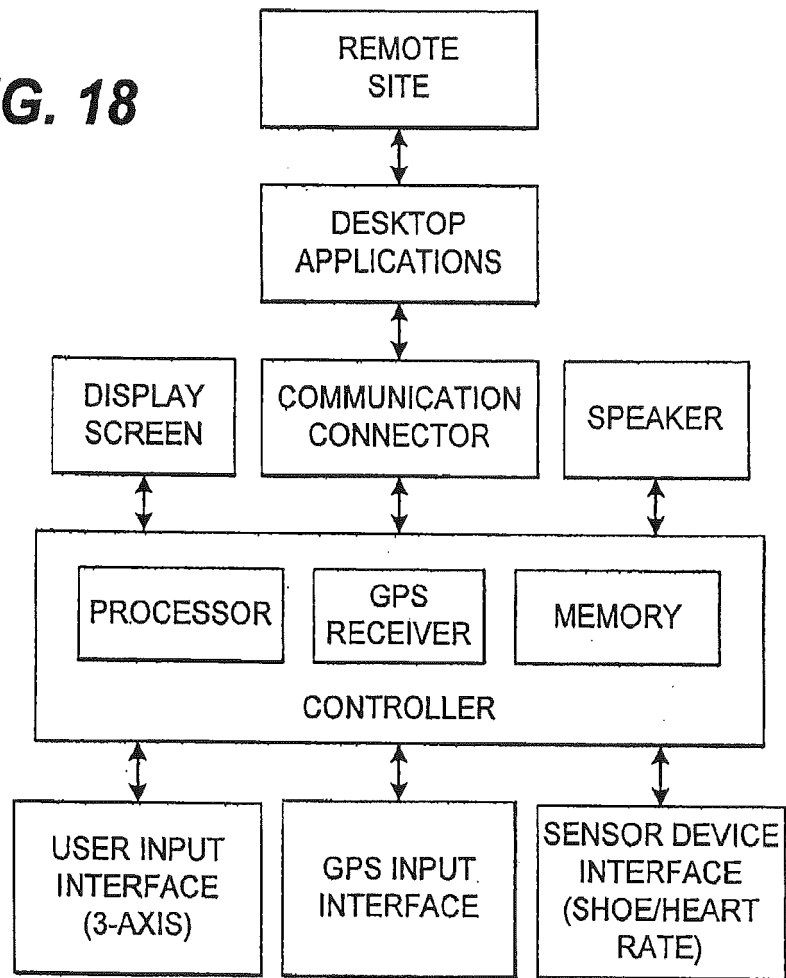 G. 18
REMOTE
SITE
DESKTOP
APPLICATIONS
DISPLAY
SCREEN
COMMUNICATION
CONNECTOR
SPEAKER
PROCESSOR
GPS
RECEIVER
MEMORY
CONTROLLER
USER INPUT
INTERFACE
(3-AXIS)
GPS INPUT
INTERFACE
SENSOR DEVICE
INTERFACE
(SHOE/HEART
RATE)